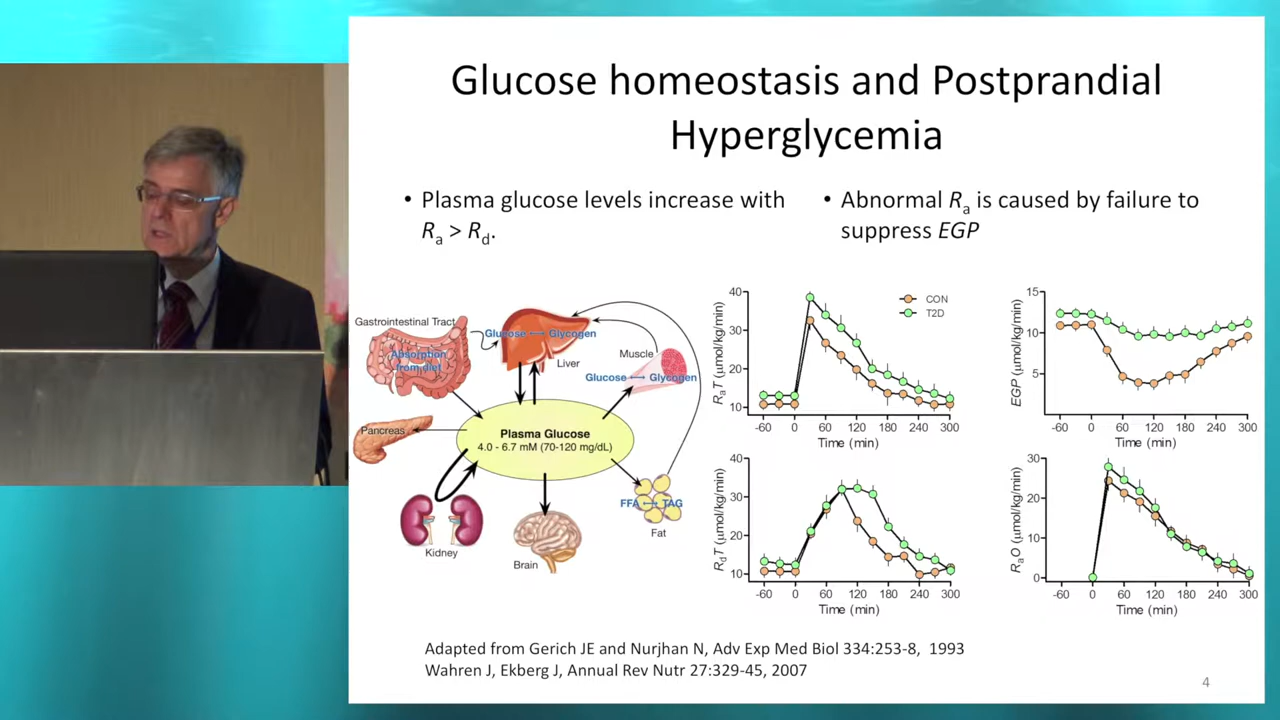 Glucose homeostasis and Postprandial
Hyperglycemia
• Plasma glucose levels increase with
Ra > Rd.
• Abnormal Ra is caused by failure to
suppress EGP
Gastrointestinal Tract
Absorption
from diet
Glucose ⟷ Glycogen
Liver
Muscle
Glucose ⟷ Glycogen
Pancreas
Plasma Glucose
4.0 - 6.7 mM (70-120 mg/dL)
Kidney
Brain
FFA ⟷ TAG
Fat
RaT (μmol/kg/min)
40
30
20
10
CON
T2D
-60 0 60 120 180 240 300
Time (min)
EGP (μmol/kg/min)
15
10
5
-60 0 60 120 180 240 300
Time (min)
RdT (μmol/kg/min)
40
30
20
10
-60 0 60 120 180 240 300
Time (min)
RaO (μmol/kg/min)
30
20
10
0
-60 0 60 120 180 240 300
Time (min)
Adapted from Gerich JE and Nurjhan N, Adv Exp Med Biol 334:253-8, 1993
Wahren J, Ekberg J, Annual Rev Nutr 27:329-45, 2007
4